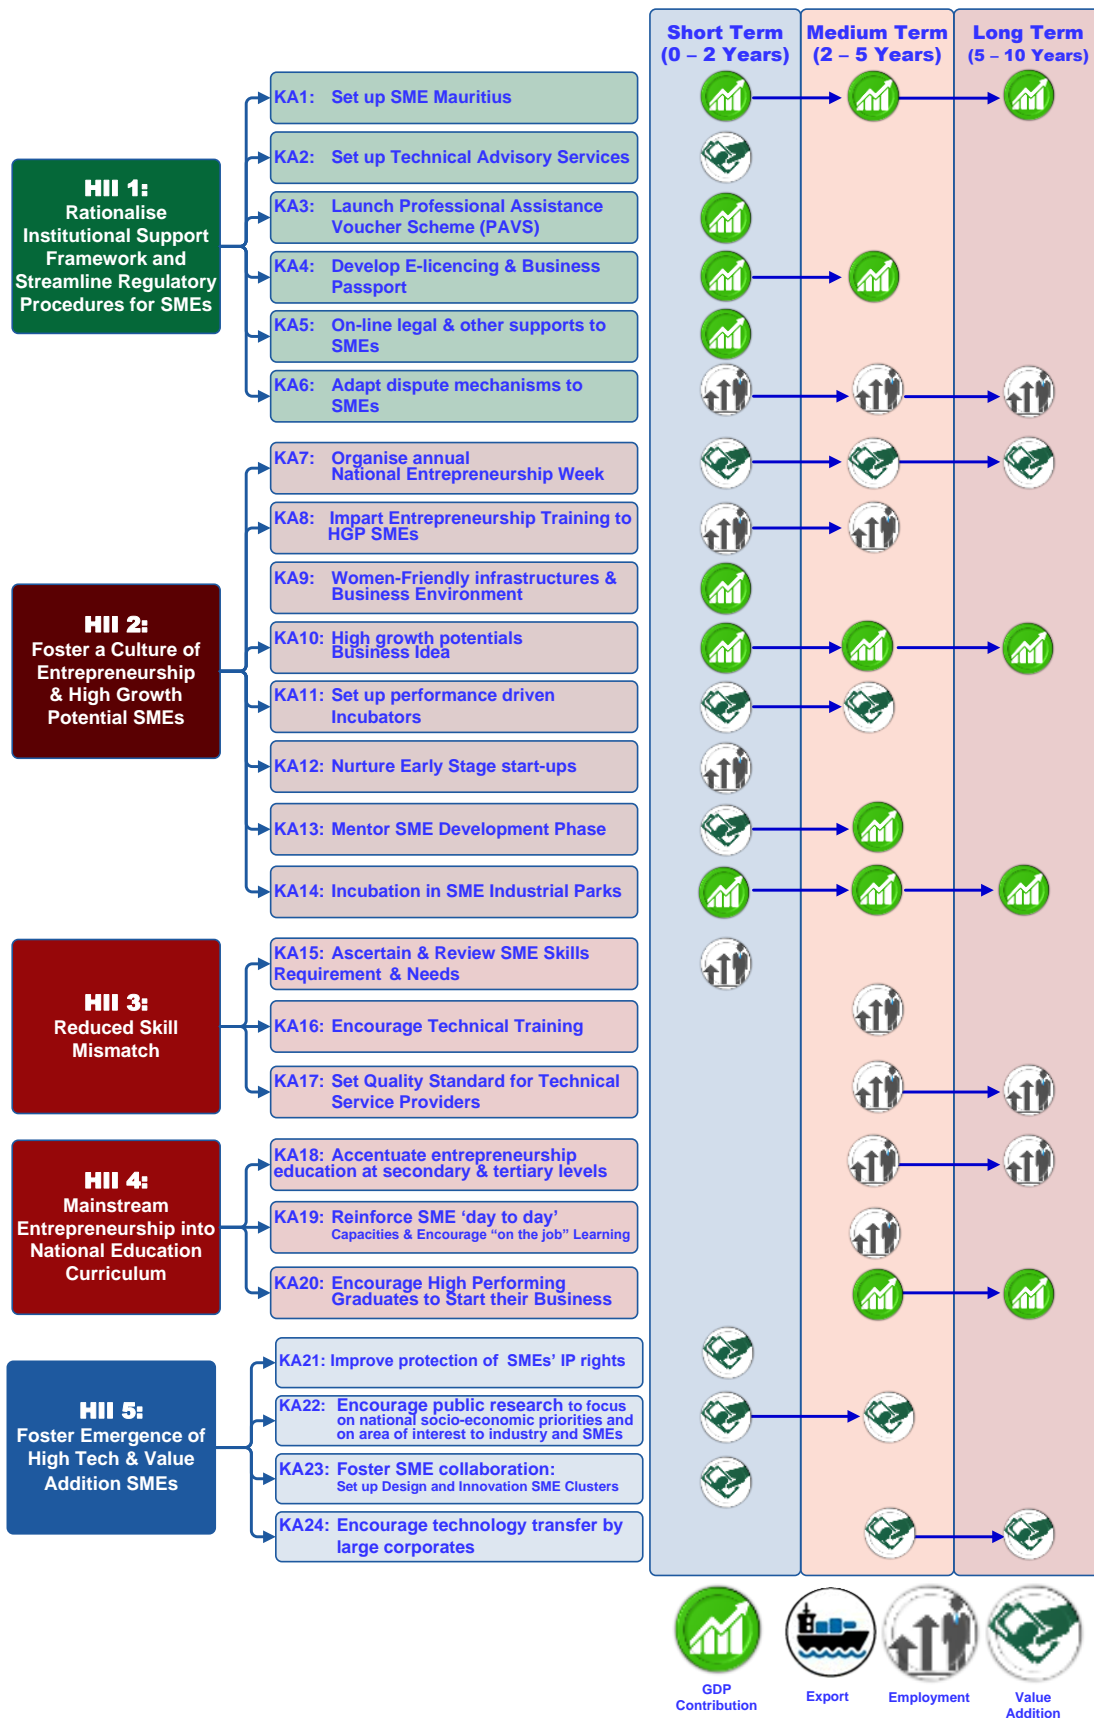 Short Term
(0 – 2 Years)
Medium Term
(2 – 5 Years)
Long Term
(5 – 10 Years)
HII 1:
Rationalise
Institutional Support
Framework and
Streamline Regulatory
Procedures for SMEs
KA1: Set up SME Mauritius
KA2: Set up Technical Advisory Services
KA3: Launch Professional Assistance
Voucher Scheme (PAVS)
KA4: Develop E-licencing & Business
Passport
KA5: On-line legal & other supports to
SMEs
KA6: Adapt dispute mechanisms to
SMEs
HII 2:
Foster a Culture of
Entrepreneurship
& High Growth
Potential SMEs
KA7: Organise annual
National Entrepreneurship Week
KA8: Impart Entrepreneurship Training to
HGP SMEs
KA9: Women-Friendly infrastructures &
Business Environment
KA10: High growth potentials
Business Idea
KA11: Set up performance driven
Incubators
KA12: Nurture Early Stage start-ups
KA13: Mentor SME Development Phase
KA14: Incubation in SME Industrial Parks
HII 3:
Reduced Skill
Mismatch
KA15: Ascertain & Review SME Skills
Requirement & Needs
KA16: Encourage Technical Training
KA17: Set Quality Standard for Technical
Service Providers
HII 4:
Mainstream
Entrepreneurship into
National Education
Curriculum
KA18: Accentuate entrepreneurship
education at secondary & tertiary levels
KA19: Reinforce SME ‘day to day’
Capacities & Encourage “on the job” Learning
KA20: Encourage High Performing
Graduates to Start their Business
HII 5:
Foster Emergence of
High Tech & Value
Addition SMEs
KA21: Improve protection of SMEs’ IP rights
KA22: Encourage public research to focus
on national socio-economic priorities and
on area of interest to industry and SMEs
KA23: Foster SME collaboration:
Set up Design and Innovation SME Clusters
KA24: Encourage technology transfer by
large corporates
GDP
Contribution
Export
Employment
Value
Addition